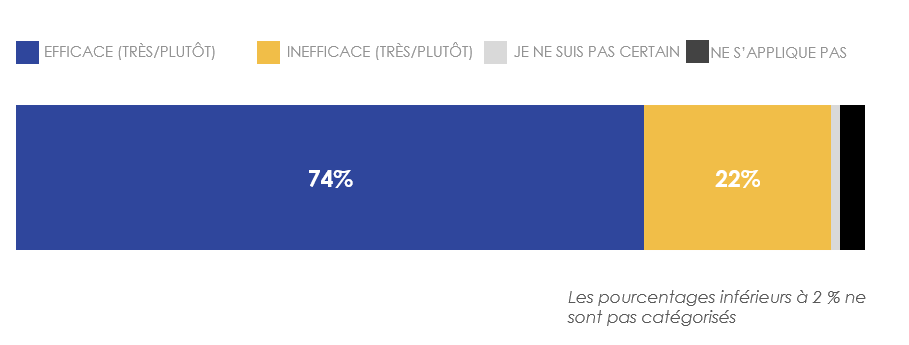 EFFICACE (TRÈS/PLUTÔT) INEFFICACE (TRÈS/PLUTÔT) JE NE SUIS PAS CERTAIN NE S’APPLIQUE PAS
74% 22%
Les pourcentages inférieurs à 2 % ne
sont pas catégorisés